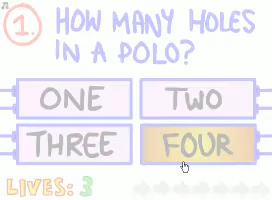 1. HOW MANY HOLES
IN A POLO?
ONE TWO
THREE FOUR
LIVES: 3